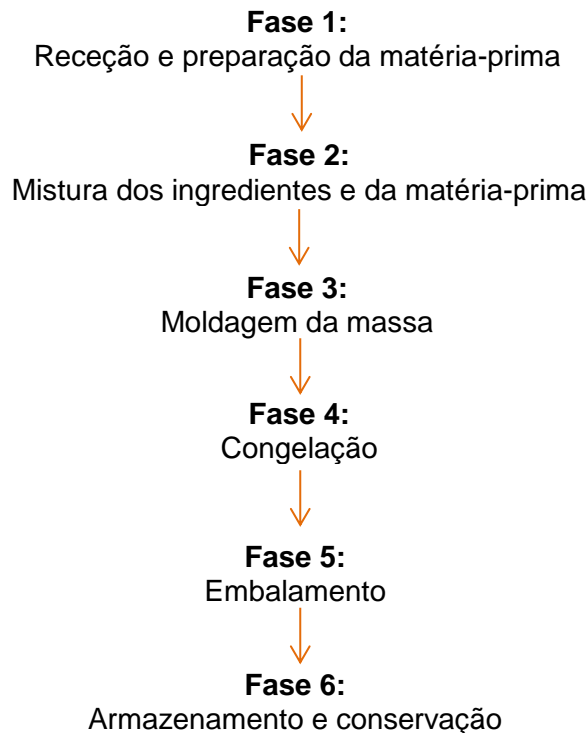 Fase 1:
Receção e preparação da matéria-prima
Fase 2:
Mistura dos ingredientes e da matéria-prima
Fase 3:
Moldagem da massa
Fase 4:
Congelação
Fase 5:
Embalamento
Fase 6:
Armazenamento e conservação